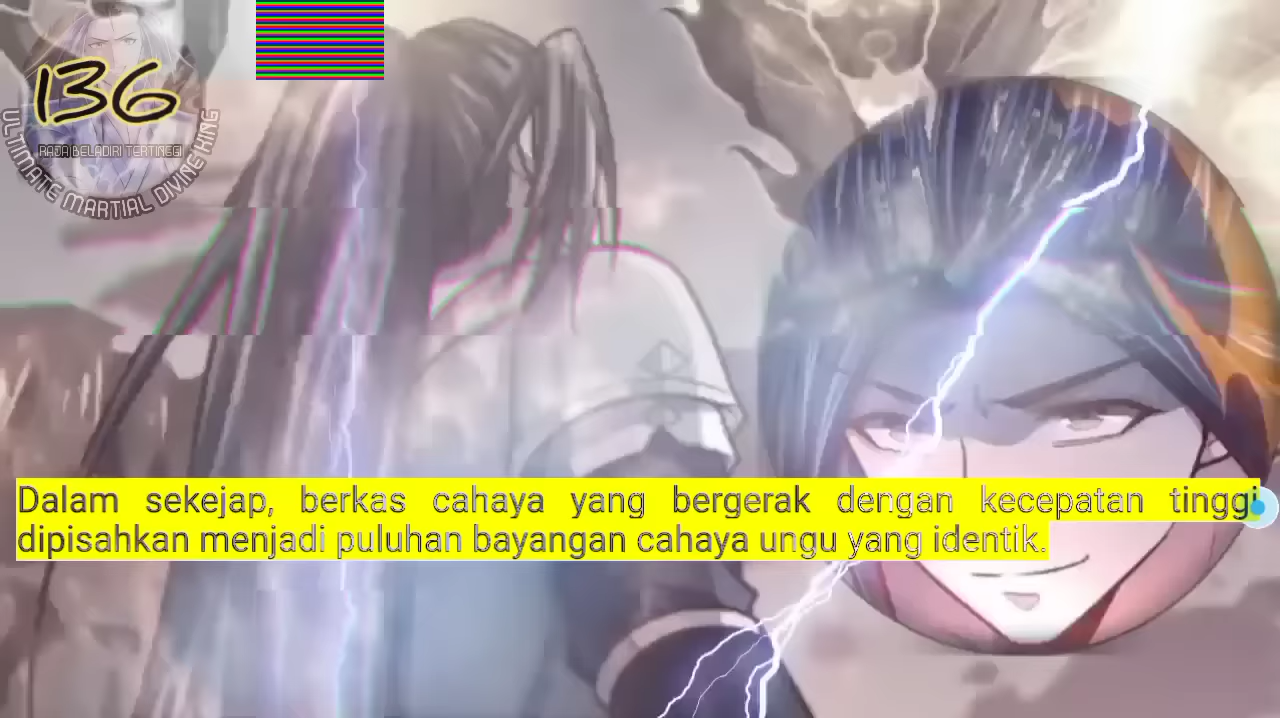 136
RAJA BELADIRI TERTINGGI
ULTIMATE MARTIAL DIVINE KING
Dalam sekejap, berkas cahaya yang bergerak dengan kecepatan tinggi
dipisahkan menjadi puluhan bayangan cahaya ungu yang identik.